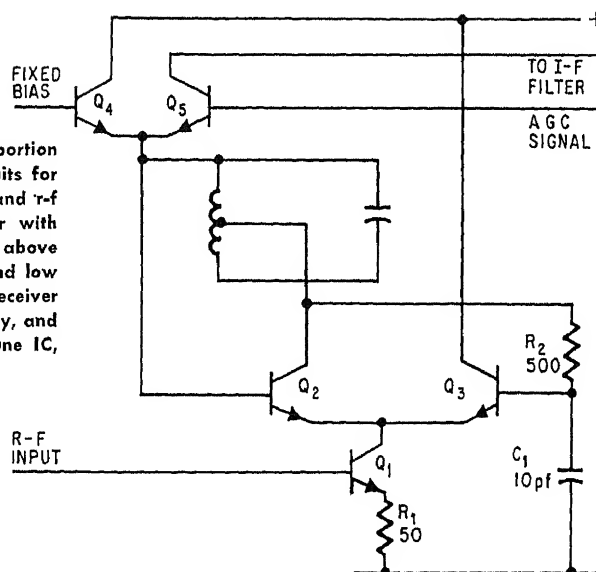 +
FIXED
BIAS
Q4
Q5
TO I-F
FILTER
AGC
SIGNAL
portion
its for
and r-f
r with
above
nd low
eceiver
y, and
ne IC,
R2
500
Q2
Q3
R-F
INPUT
Q1
C1
10pf
R1
50